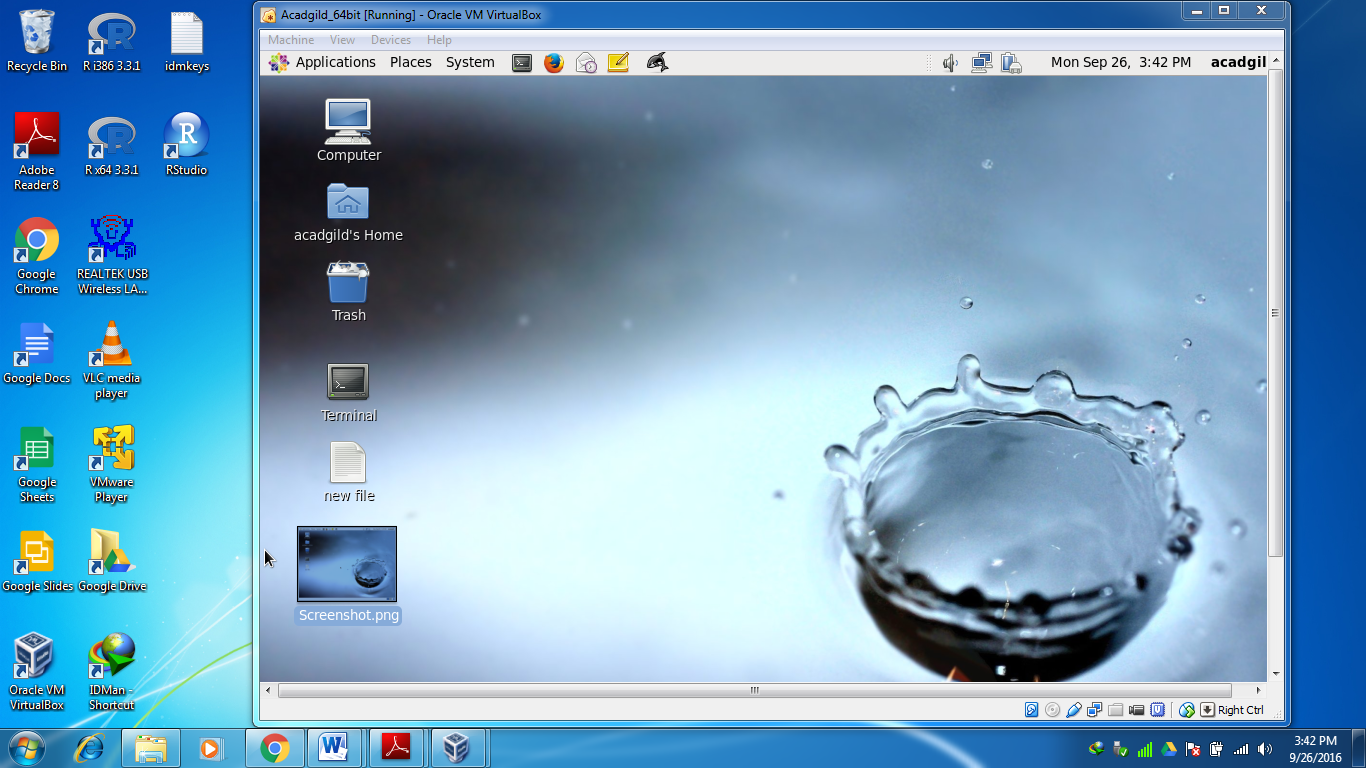 Acadgild_64bit [Running] - Oracle VM VirtualBox
Machine View Devices Help
Applications Places System
Mon Sep 26, 3:42 PM acadgil
Recycle Bin
R i386 3.3.1
idmkeys
Adobe
Reader 8
R x64 3.3.1
RStudio
Google
Chrome
REALTEK USB
Wireless LA...
Google Docs
VLC media
player
Google
Sheets
VMware
Player
Google Slides
Google Drive
Oracle VM
VirtualBox
IDMan -
Shortcut
Computer
acadgild's Home
Trash
Terminal
new file
Screenshot.png
Right Ctrl
3:42 PM
9/26/2016